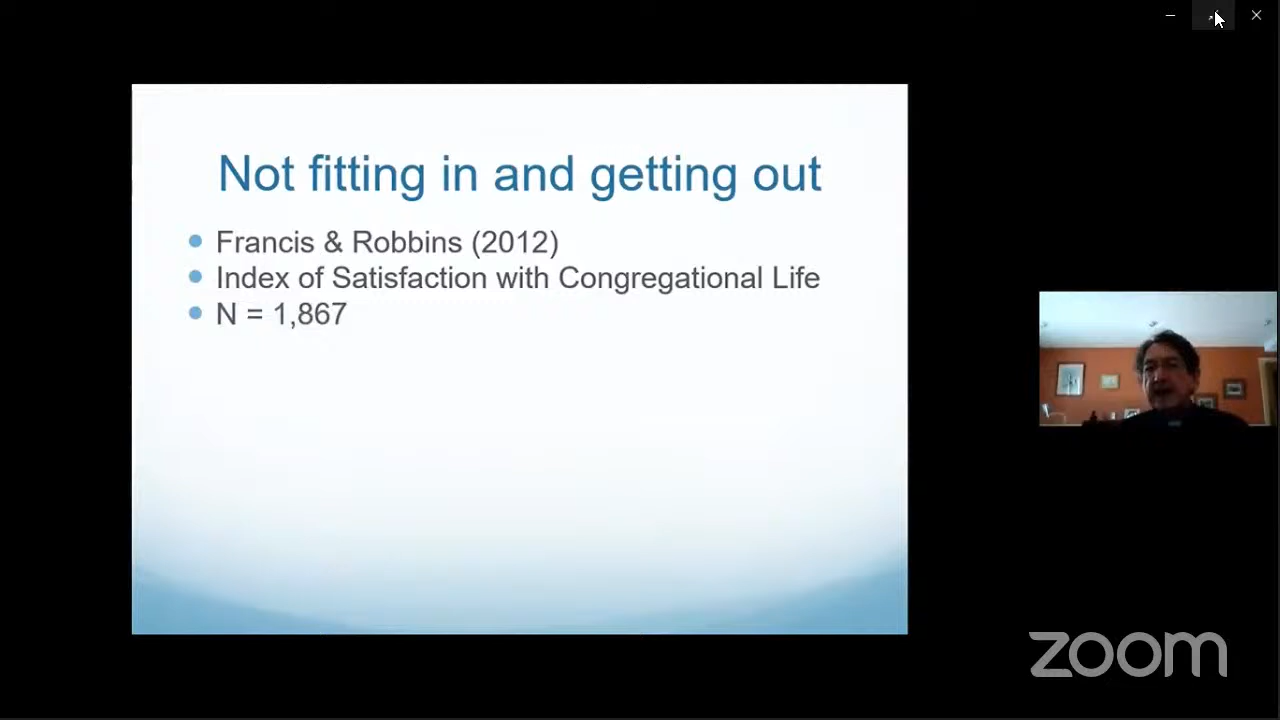 Not fitting in and getting out
Francis & Robbins (2012)
Index of Satisfaction with Congregational Life
N = 1,867
zoom